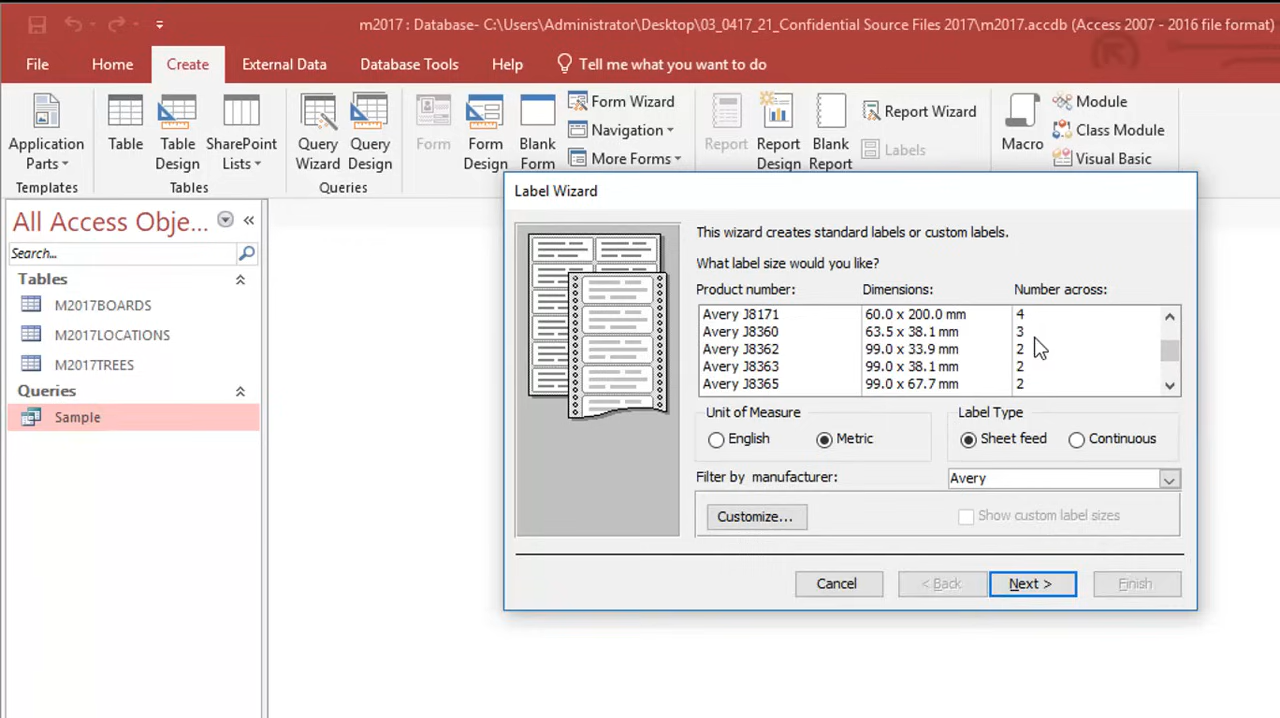 m2017 : Database- C:\Users\Administrator\Desktop\03_0417_21_Confidential Source Files 2017\m2017.accdb (Access 2007 - 2016 file format)
File Home Create External Data Database Tools Help Tell me what you want to do
Application Parts
Table
Table Design
SharePoint Lists
Query Wizard
Query Design
Form
Form Design
Blank Form
Form Wizard
Navigation
More Forms
Report
Report Design
Blank Report
Report Wizard
Labels
Macro
Module
Class Module
Visual Basic
Templates Tables Queries
All Access Obje...
Search...
Tables
M2017BOARDS
M2017LOCATIONS
M2017TREES
Queries
Sample
Label Wizard
This wizard creates standard labels or custom labels.
What label size would you like?
Product number: Dimensions: Number across:
Avery J8171 60.0 x 200.0 mm 4
Avery J8360 63.5 x 38.1 mm 3
Avery J8362 99.0 x 33.9 mm 2
Avery J8363 99.0 x 38.1 mm 2
Avery J8365 99.0 x 67.7 mm 2
Unit of Measure Label Type
English Metric Sheet feed Continuous
Filter by manufacturer: Avery
Customize... Show custom label sizes
Cancel < Back Next > Finish